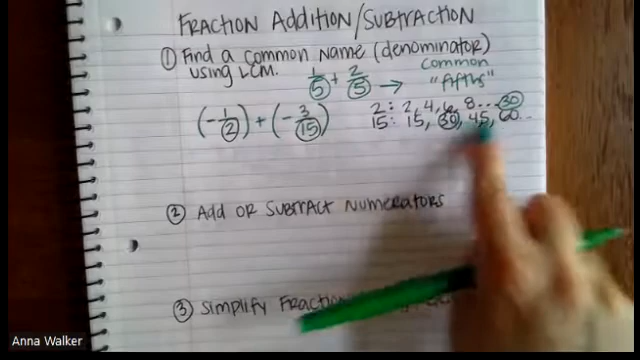 FRACTION ADDITION/SUBTRACTION
① Find a common name (denominator)
using LCM.
1/5 + 2/5 → common "fifths"
(-1/2) + (-3/15)
2: 2, 4, 6, 8... 30
15: 15, 30, 45, 60...
② Add OR SUBTRACT NUMERATORS
③ Simplify FRACTION
Anna Walker